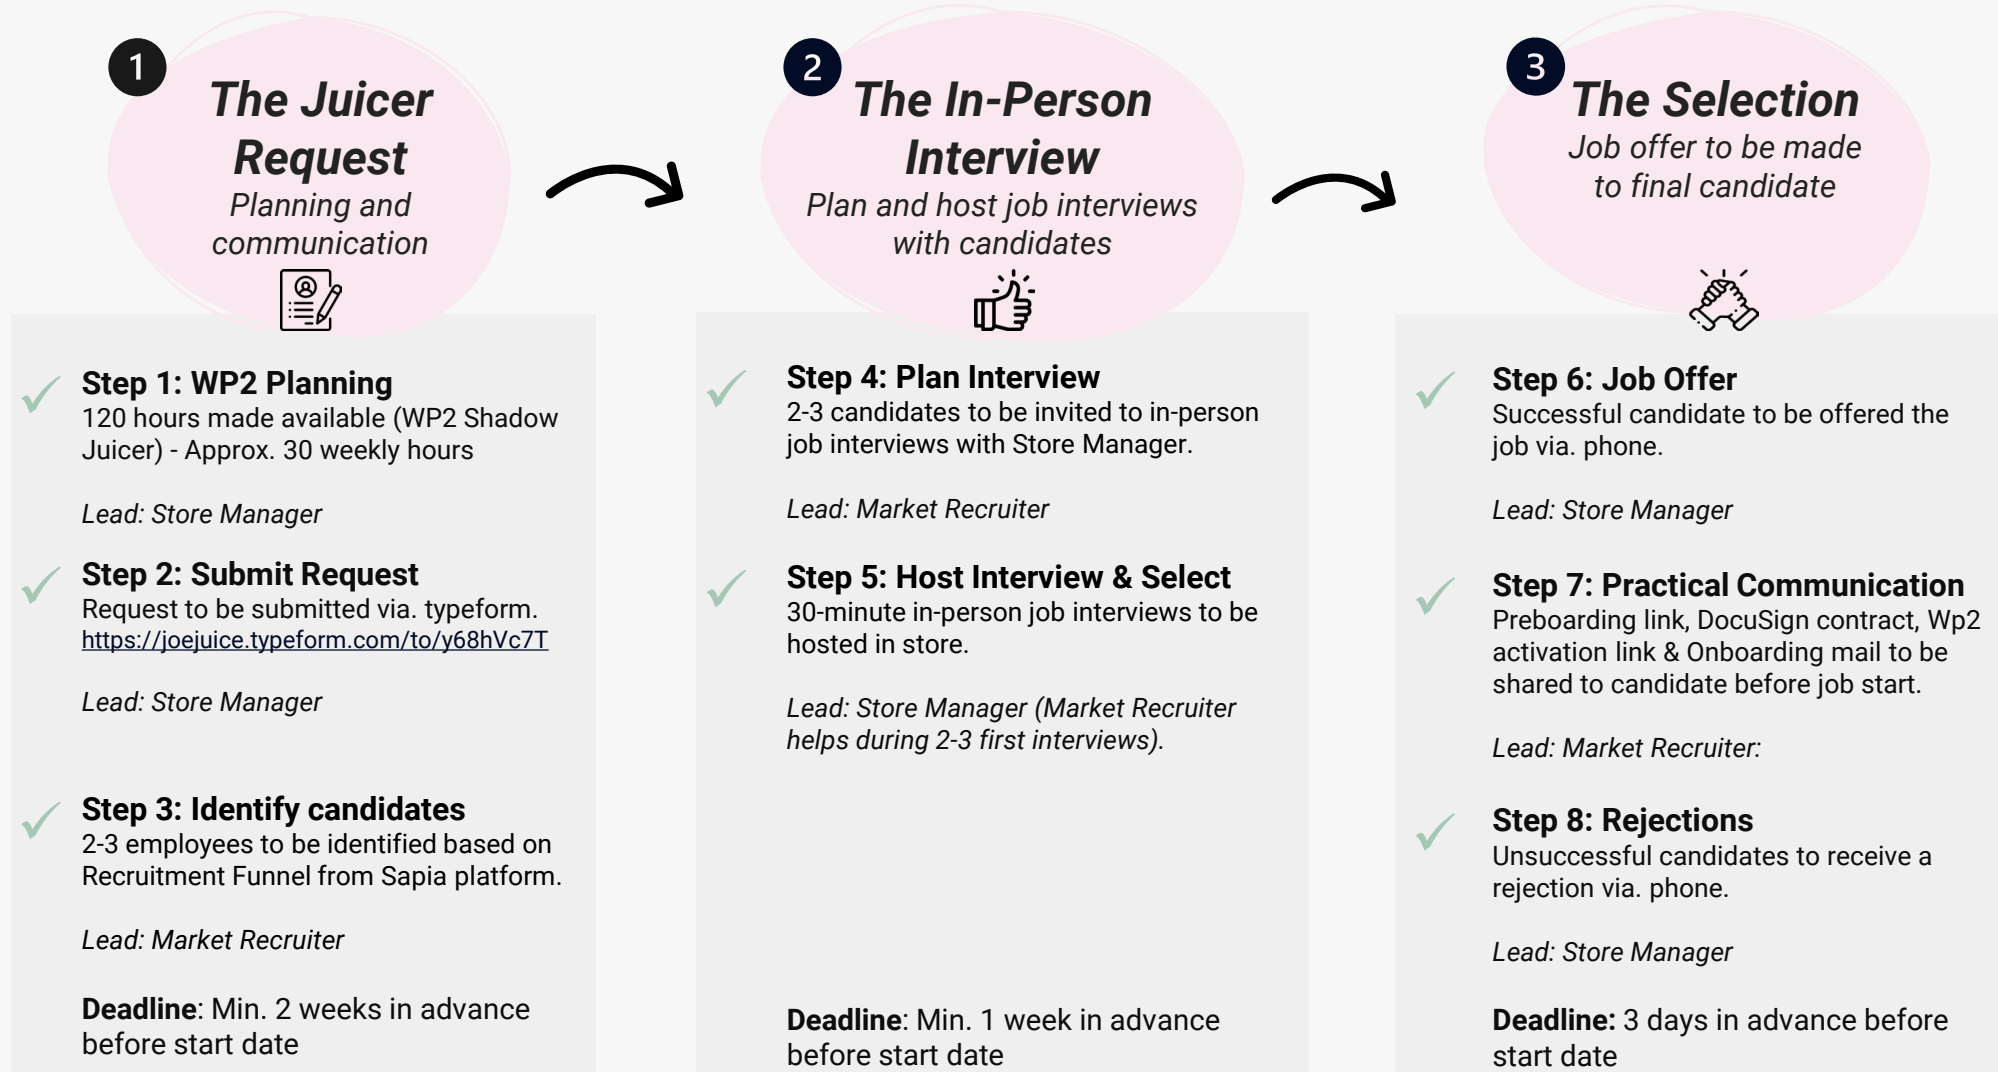 1
The Juicer
Request
Planning and
communication
Step 1: WP2 Planning
120 hours made available (WP2 Shadow
Juicer) - Approx. 30 weekly hours
Lead: Store Manager
Step 2: Submit Request
Request to be submitted via. typeform.
https://joejuice.typeform.com/to/y68hVc7T
Lead: Store Manager
Step 3: Identify candidates
2-3 employees to be identified based on
Recruitment Funnel from Sapia platform.
Lead: Market Recruiter
Deadline: Min. 2 weeks in advance
before start date
2
The In-Person
Interview
Plan and host job interviews
with candidates
Step 4: Plan Interview
2-3 candidates to be invited to in-person
job interviews with Store Manager.
Lead: Market Recruiter
Step 5: Host Interview & Select
30-minute in-person job interviews to be
hosted in store.
Lead: Store Manager (Market Recruiter
helps during 2-3 first interviews).
Deadline: Min. 1 week in advance
before start date
3
The Selection
Job offer to be made
to final candidate
Step 6: Job Offer
Successful candidate to be offered the
job via. phone.
Lead: Store Manager
Step 7: Practical Communication
Preboarding link, DocuSign contract, Wp2
activation link & Onboarding mail to be
shared to candidate before job start.
Lead: Market Recruiter:
Step 8: Rejections
Unsuccessful candidates to receive a
rejection via. phone.
Lead: Store Manager
Deadline: 3 days in advance before
start date